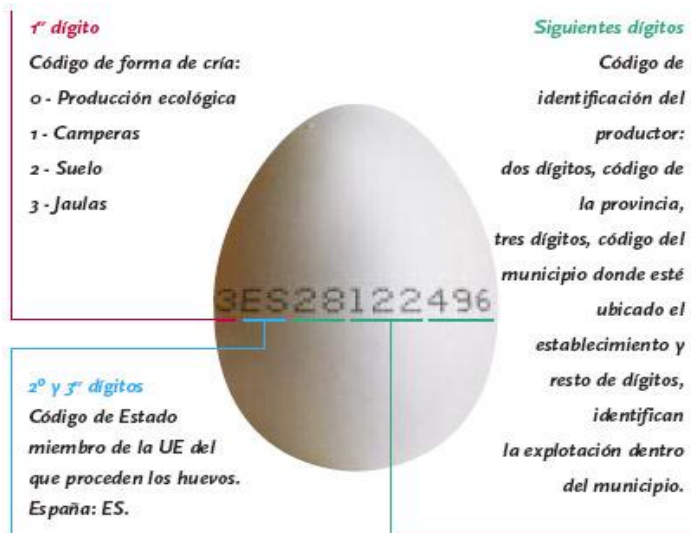 1er dígito
Código de forma de cría:
0 - Producción ecológica
1 - Camperas
2 - Suelo
3 - Jaulas
Siguientes dígitos
Código de
identificación del
productor:
dos dígitos, código de
la provincia,
tres dígitos, código del
municipio donde esté
ubicado el
establecimiento y
resto de dígitos,
identifican
la explotación dentro
del municipio.
3ES28122496
2º y 3er dígitos
Código de Estado
miembro de la UE del
que proceden los huevos.
España: ES.